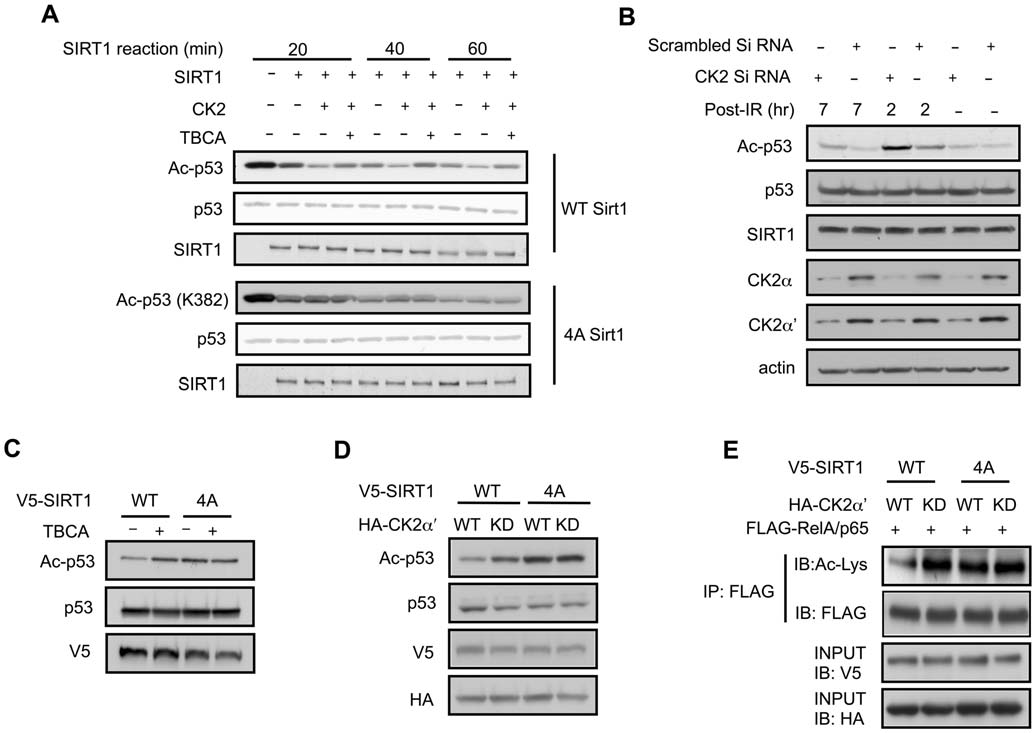 A
SIRT1 reaction (min) 20 40 60
SIRT1 – + + + + + + + + +
CK2 – – + + – + + – + +
TBCA – – – + – – + – – +
Ac-p53
p53
SIRT1
WT Sirt1
Ac-p53 (K382)
p53
SIRT1
4A Sirt1
B
Scrambled Si RNA – + – + – +
CK2 Si RNA + – + – + –
Post-IR (hr) 7 7 2 2 – –
Ac-p53
p53
SIRT1
CK2α
CK2α’
actin
C
V5-SIRT1 WT 4A
TBCA – + – +
Ac-p53
p53
V5
D
V5-SIRT1 WT 4A
HA-CK2α′ WT KD WT KD
Ac-p53
p53
V5
HA
E
V5-SIRT1 WT 4A
HA-CK2α’ WT KD WT KD
FLAG-RelA/p65 + + + +
IP: FLAG
IB:Ac-Lys
IB: FLAG
INPUT
IB: V5
INPUT
IB: HA